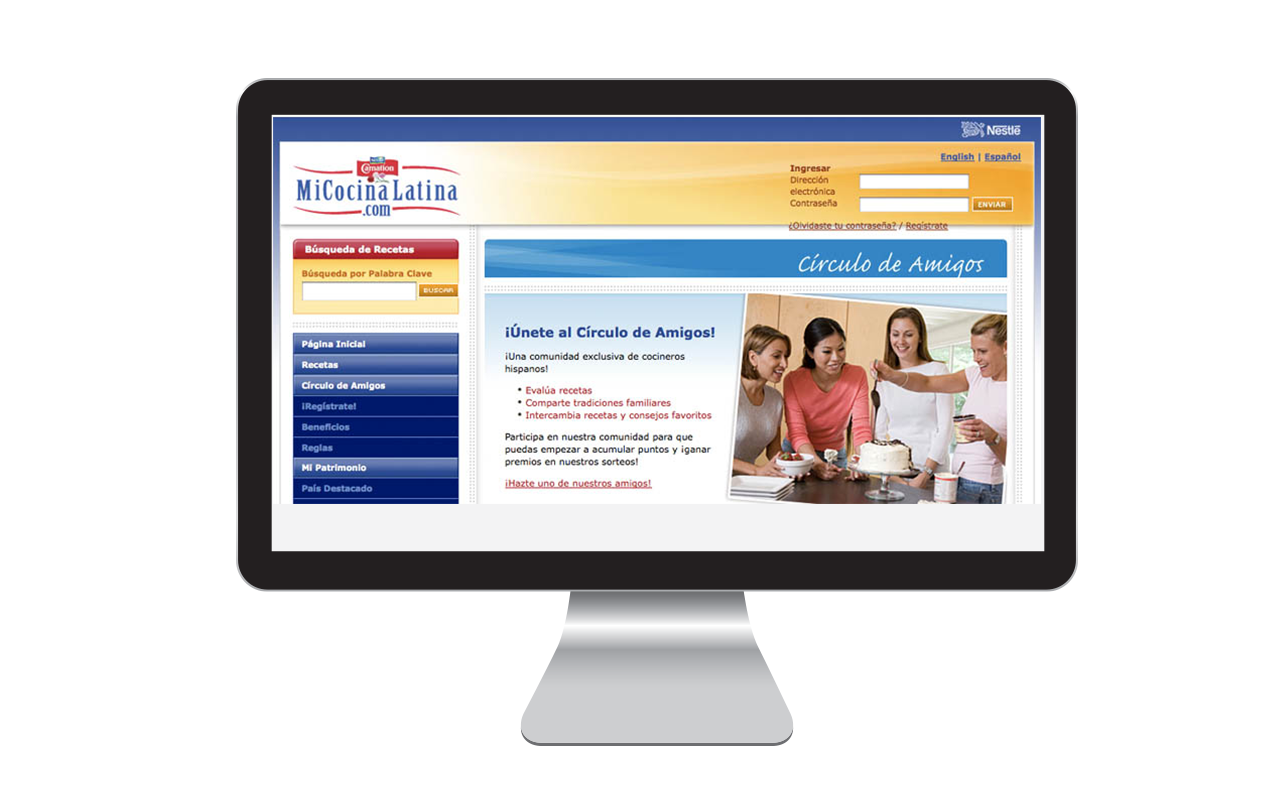 Nestlé
English | Español
Carnation
MiCocinaLatina
.com
Ingresar
Dirección
electrónica
Contraseña
ENVIAR
¿Olvidaste tu contraseña? / Regístrate
Búsqueda de Recetas
Búsqueda por Palabra Clave
BUSCAR
Página Inicial
Recetas
Círculo de Amigos
¡Regístrate!
Beneficios
Reglas
Mi Patrimonio
País Destacado
Círculo de Amigos
¡Únete al Círculo de Amigos!
¡Una comunidad exclusiva de cocineros
hispanos!
• Evalúa recetas
• Comparte tradiciones familiares
• Intercambia recetas y consejos favoritos
Participa en nuestra comunidad para que
puedas empezar a acumular puntos y ¡ganar
premios en nuestros sorteos!
¡Hazte uno de nuestros amigos!